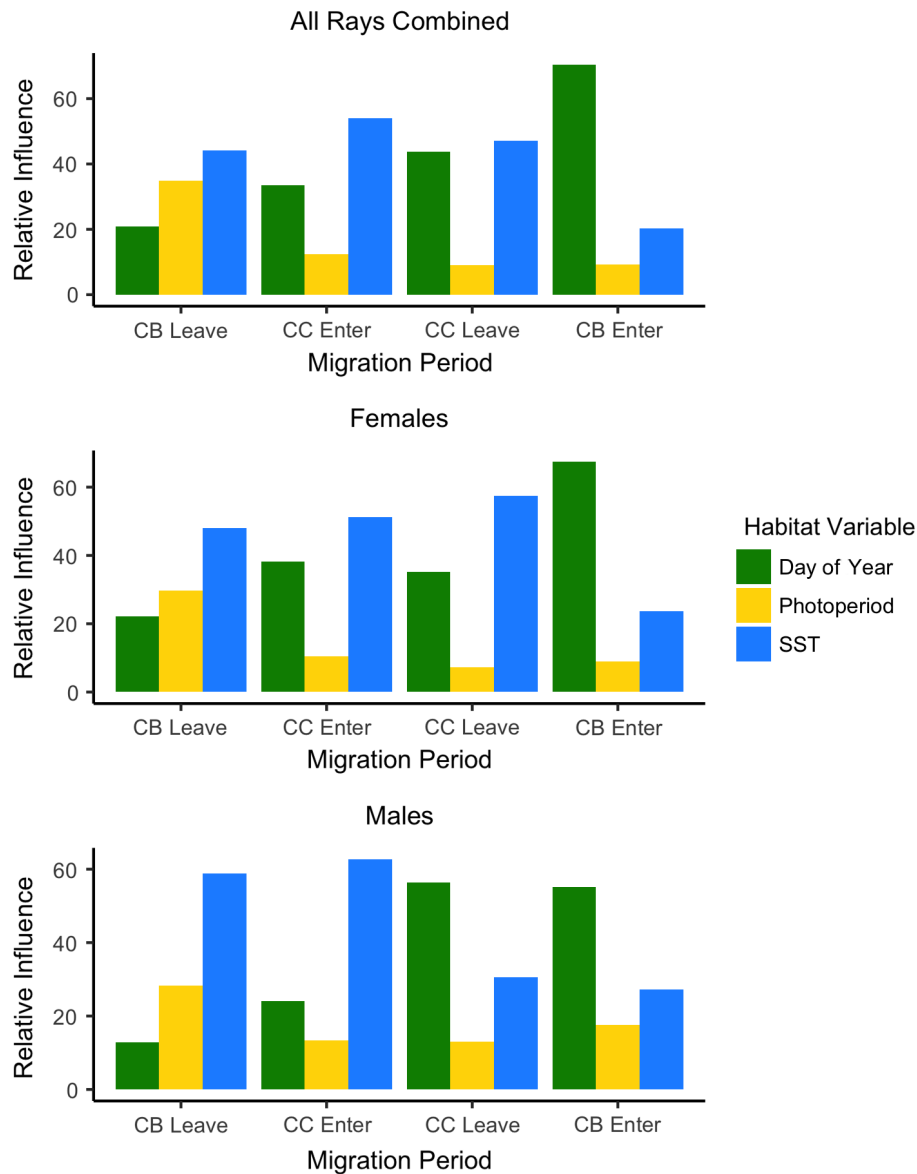 All Rays Combined
Relative Influence
60
40
20
0
CB Leave CC Enter CC Leave CB Enter
Migration Period
Females
Relative Influence
60
40
20
0
CB Leave CC Enter CC Leave CB Enter
Migration Period
Habitat Variable
Day of Year
Photoperiod
SST
Males
Relative Influence
60
40
20
0
CB Leave CC Enter CC Leave CB Enter
Migration Period